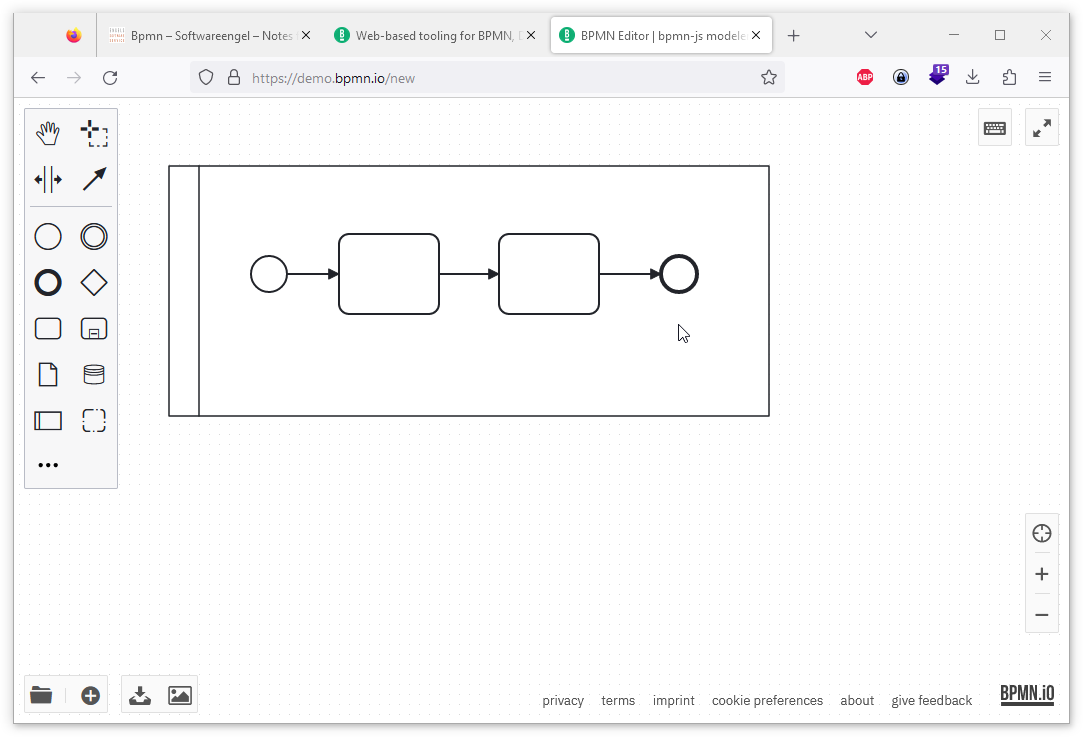 Bpmn – Softwareengel – Notes
Web-based tooling for BPMN,
BPMN Editor | bpmn-js modele
https://demo.bpmn.io/new
ABP
15
privacy terms imprint cookie preferences about give feedback
BPMN.iO